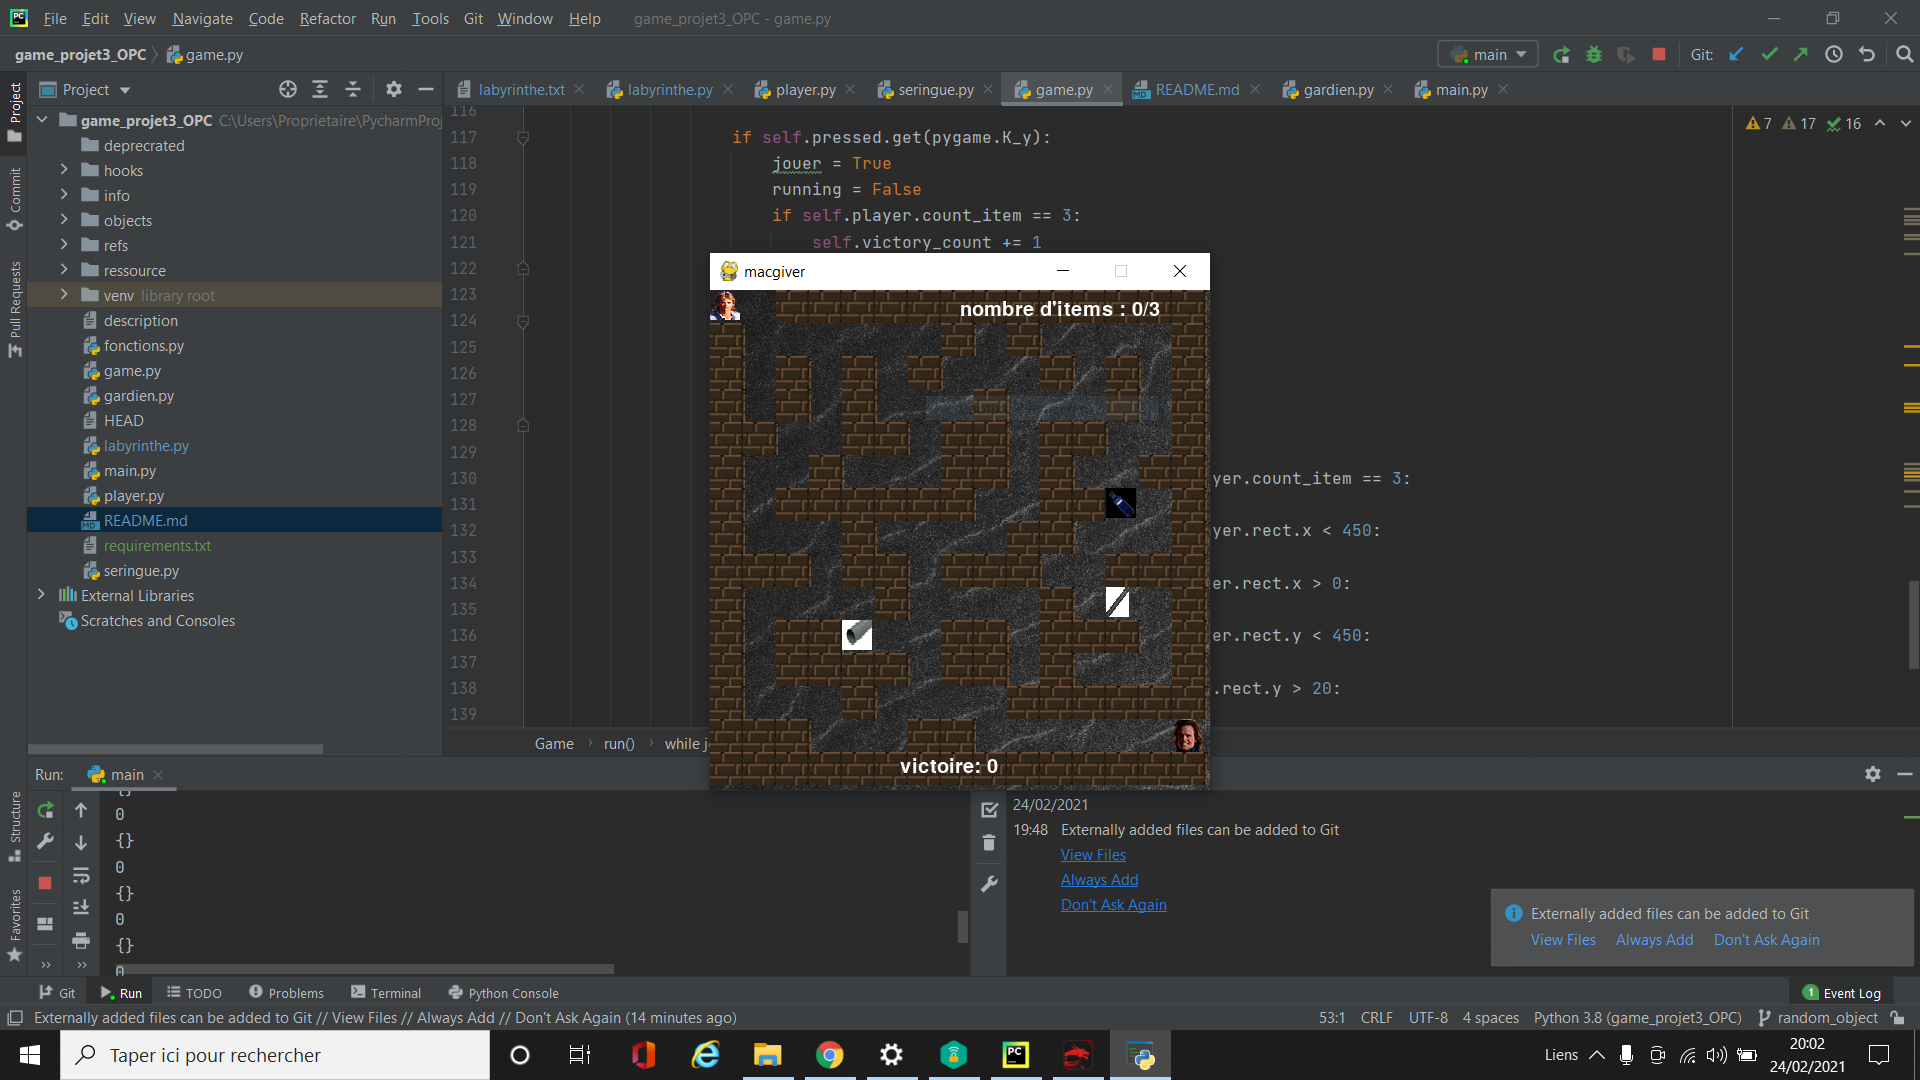 File Edit View Navigate Code Refactor Run Tools Git Window Help game_projet3_OPC - game.py
game_projet3_OPC game.py
main
Git:
Project
labyrinthe.txt
labyrinthe.py
player.py
seringue.py
game.py
README.md
gardien.py
main.py
Project
Commit
Pull Requests
Structure
Favorites
game_projet3_OPC C:\Users\Proprietaire\PycharmProj
deprecated
hooks
info
objects
refs
ressource
venv library root
description
fonctions.py
game.py
gardien.py
HEAD
labyrinthe.py
main.py
player.py
README.md
requirements.txt
seringue.py
External Libraries
Scratches and Consoles
7 17 16
116
117 if self.pressed.get(pygame.K_y):
118 jouer = True
119 running = False
120 if self.player.count_item == 3:
121 self.victory_count += 1
122
123
124
125
126
127
128
129
130 yer.count_item == 3:
131
132 yer.rect.x < 450:
133
134 er.rect.x > 0:
135
136 er.rect.y < 450:
137
138 .rect.y > 20:
139
macgiver
nombre d'items : 0/3
victoire: 0
Game run() while j
Run: main
{}
0
{}
0
{}
0
{}
0
24/02/2021
19:48 Externally added files can be added to Git
View Files
Always Add
Don't Ask Again
Externally added files can be added to Git
View Files Always Add Don't Ask Again
Git Run TODO Problems Terminal Python Console
1 Event Log
Externally added files can be added to Git // View Files // Always Add // Don't Ask Again (14 minutes ago)
53:1 CRLF UTF-8 4 spaces Python 3.8 (game_projet3_OPC) random_object
Taper ici pour rechercher
Liens
20:02
24/02/2021